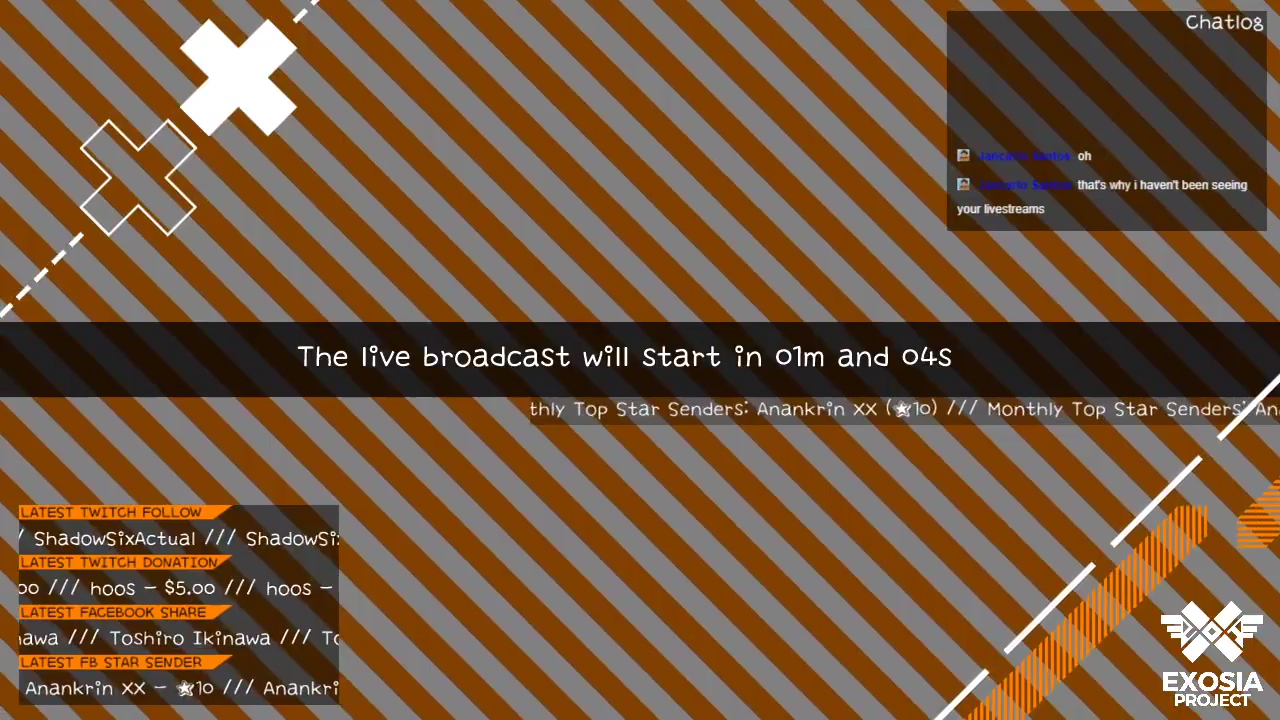 Chatlog
oh
that's why i haven't been seeing
your livestreams
The live broadcast will start in 01m and 04s
thly Top Star Senders: Anankrin XX (★10) /// Monthly Top Star Senders: An
LATEST TWITCH FOLLOW
/ ShadowSixActual /// ShadowSi
LATEST TWITCH DONATION
00 /// hoos - $5.00 /// hoos -
LATEST FACEBOOK SHARE
nawa /// Toshiro Ikinawa /// To
LATEST FB STAR SENDER
Anankrin XX - ★10 /// Anankri
EXOSIA
PROJECT